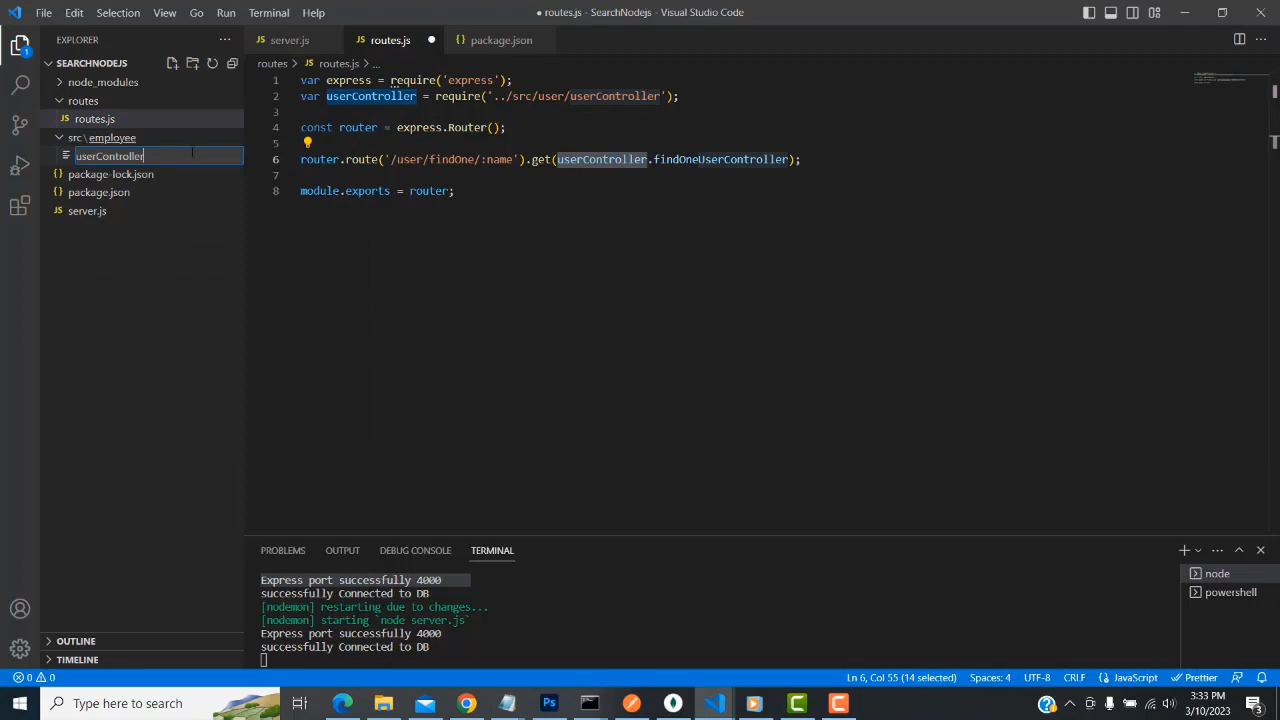 File Edit Selection View Go Run Terminal Help
● routes.js - SearchNodejs - Visual Studio Code
EXPLORER
JS server.js
JS routes.js
{} package.json
SEARCHNODEJS
routes > JS routes.js > ...
node_modules
routes
JS routes.js
src\employee
userController
package-lock.json
{} package.json
JS server.js
1 var express = require('express');
2 var userController = require('../src/user/userController');
3
4 const router = express.Router();
5
6 router.route('/user/findOne/:name').get(userController.findOneUserController);
7
8 module.exports = router;
PROBLEMS OUTPUT DEBUG CONSOLE TERMINAL
Express port successfully 4000
successfully Connected to DB
[nodemon] restarting due to changes...
[nodemon] starting `node server.js`
Express port successfully 4000
successfully Connected to DB
node
powershell
OUTLINE
TIMELINE
0 0
Ln 6, Col 55 (14 selected) Spaces: 4 UTF-8 CRLF {} JavaScript Prettier
Type here to search
3:33 PM
3/10/2023
1
3
Ps